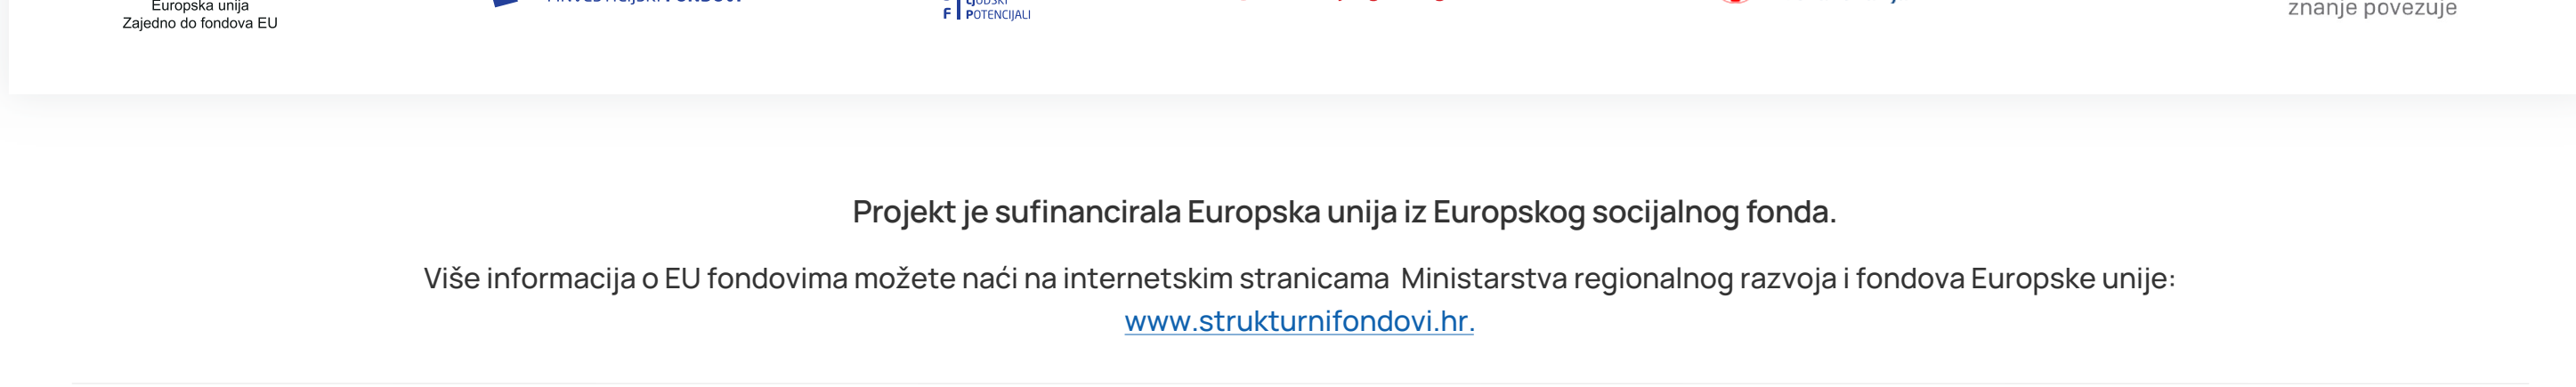 Europska unija
Zajedno do fondova EU
F
POTENCIJALI
znanje povezuje
Projekt je sufinancirala Europska unija iz Europskog socijalnog fonda.
Više informacija o EU fondovima možete naći na internetskim stranicama  Ministarstva regionalnog razvoja i fondova Europske unije:
www.strukturnifondovi.hr.